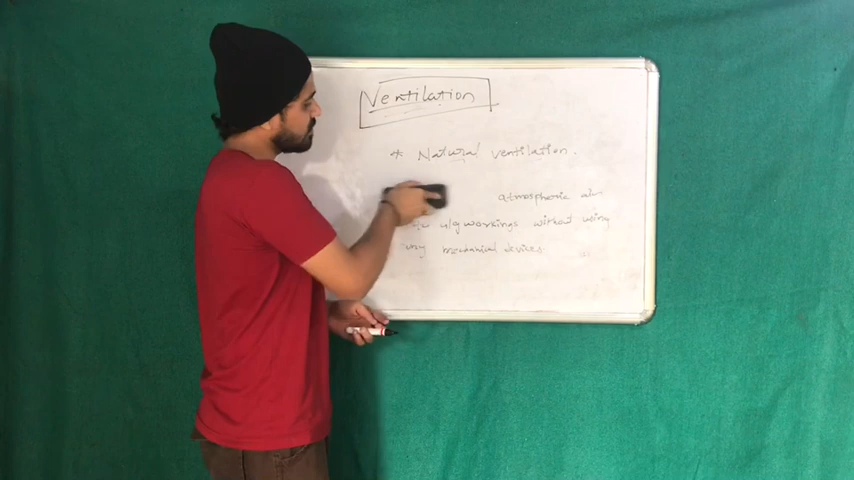 Ventilation
* Natural ventilation.
atmospheric air
u/g workings without using
any mechanical devices.